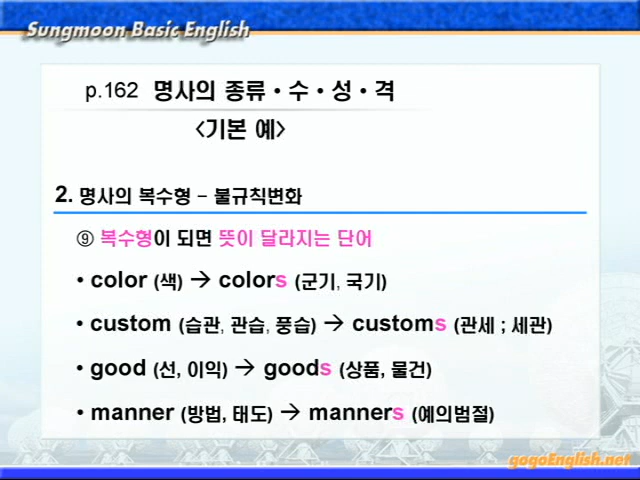 Sungmoon Basic English
p.162 명사의 종류・수・성・격
<기본 예>
2. 명사의 복수형 – 불규칙변화
⑨ 복수형이 되면 뜻이 달라지는 단어
• color (색) → colors (군기, 국기)
• custom (습관, 관습, 풍습) → customs (관세 ; 세관)
• good (선, 이익) → goods (상품, 물건)
• manner (방법, 태도) → manners (예의범절)
gogoEnglish.net